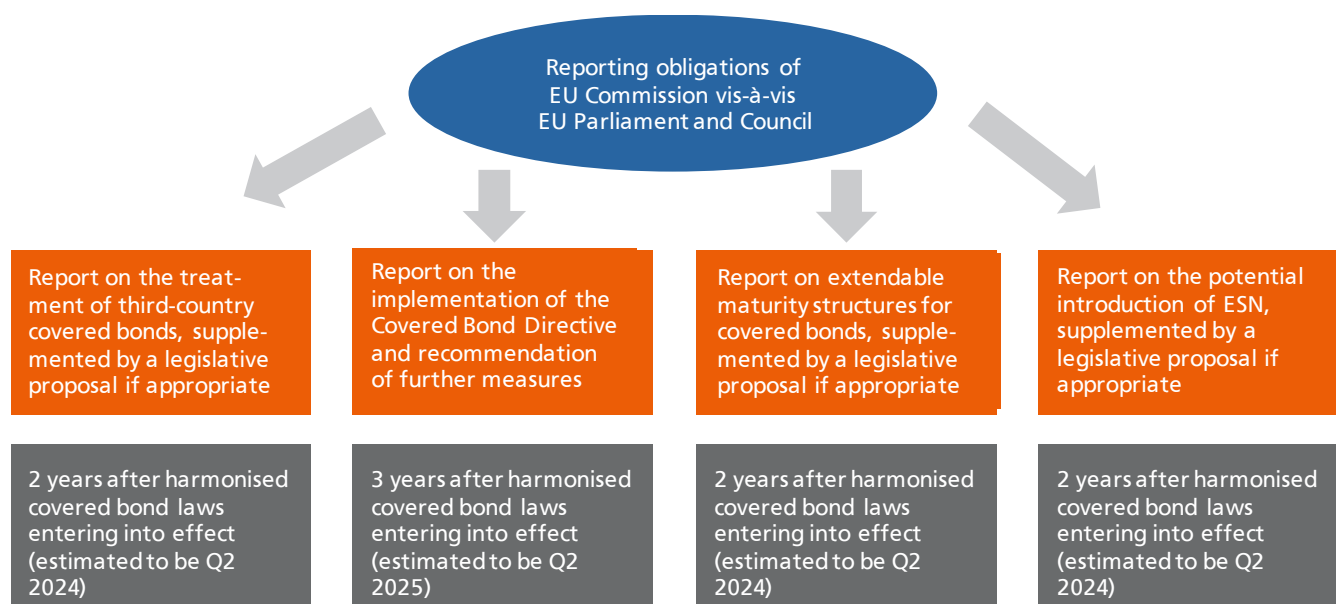 Reporting obligations of
EU Commission vis-à-vis
EU Parliament and Council
Report on the treat-
ment of third-country
covered bonds, supple-
mented by a legislative
proposal if appropriate
Report on the
implementation of the
Covered Bond Directive
and recommendation
of further measures
Report on extendable
maturity structures for
covered bonds, supple-
mented by a legislative
proposal if appropriate
Report on the potential
introduction of ESN,
supplemented by a
legislative proposal if
appropriate
2 years after harmonised
covered bond laws
entering into effect
(estimated to be Q2
2024)
3 years after harmonised
covered bond laws
entering into effect
(estimated to be Q2
2025)
2 years after harmonised
covered bond laws
entering into effect
(estimated to be Q2
2024)
2 years after harmonised
covered bond laws
entering into effect
(estimated to be Q2
2024)